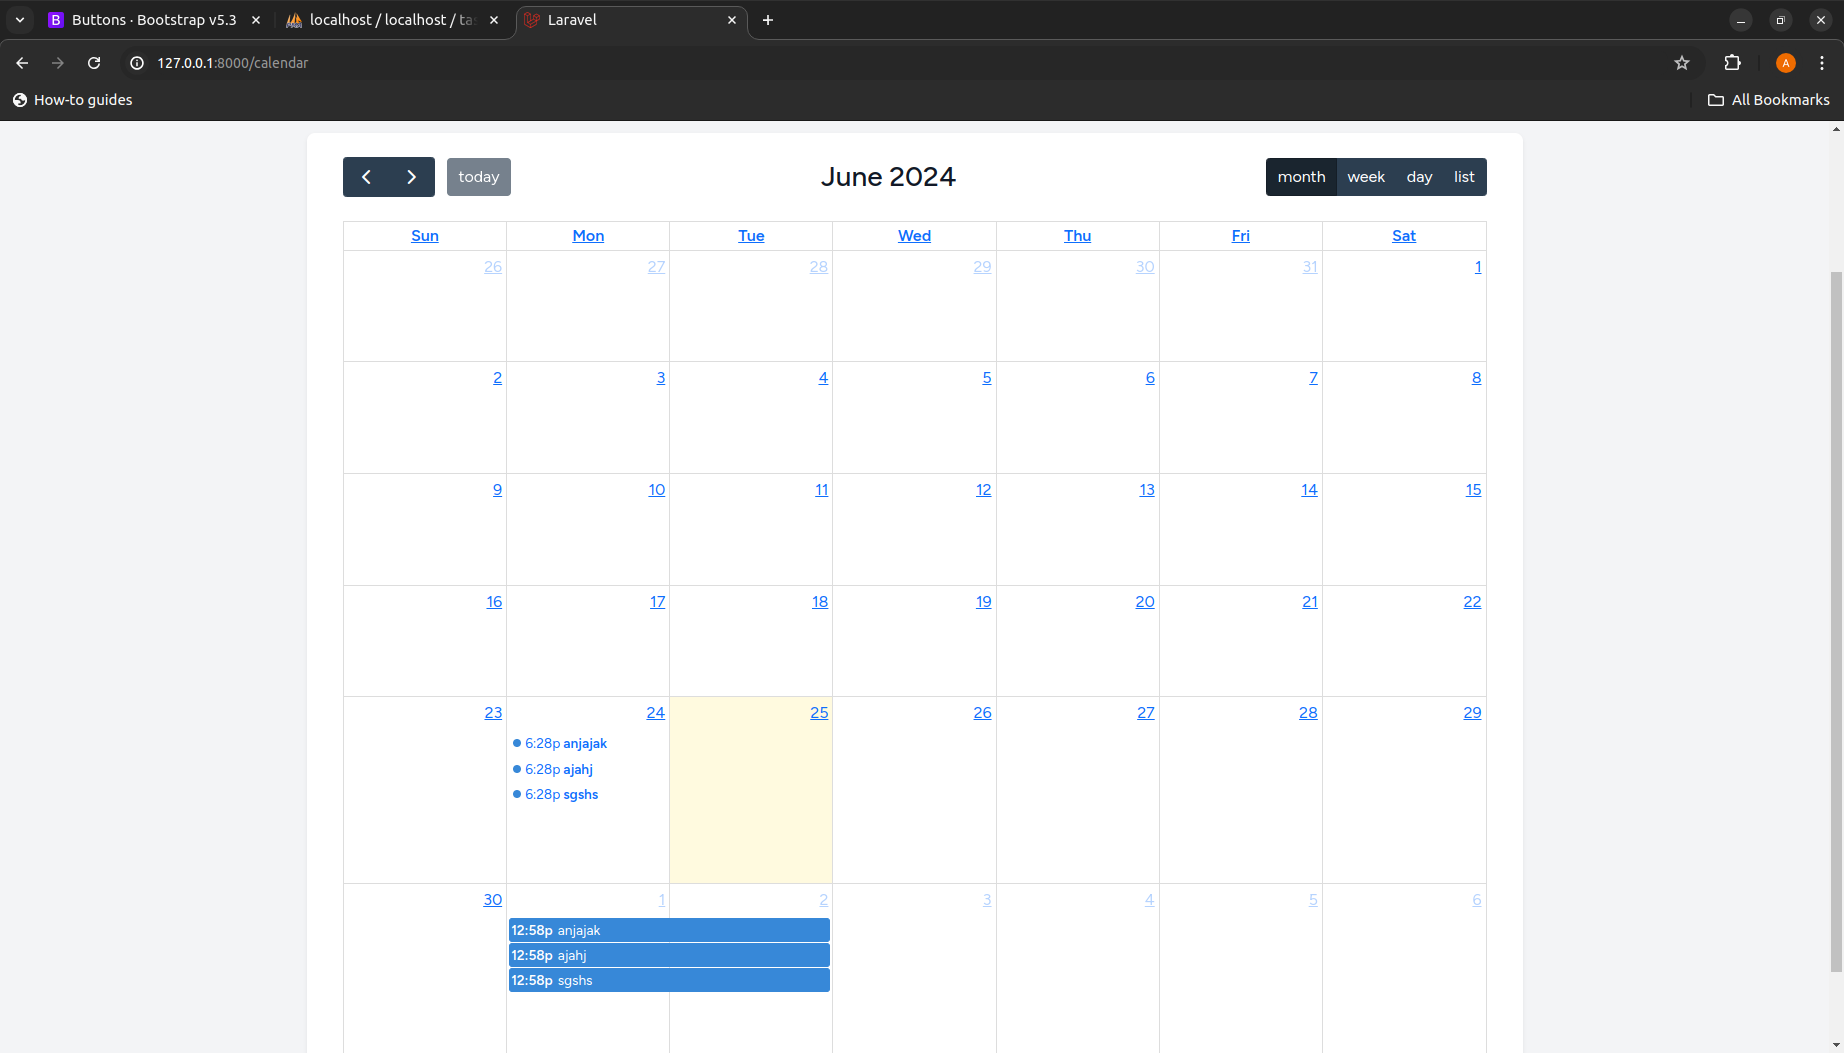 Buttons · Bootstrap v5.3
localhost / localhost / ta
Laravel
127.0.0.1:8000/calendar
A
How-to guides
All Bookmarks
today
June 2024
month week day list
Sun Mon Tue Wed Thu Fri Sat
26 27 28 29 30 31 1
2 3 4 5 6 7 8
9 10 11 12 13 14 15
16 17 18 19 20 21 22
23 24 25 26 27 28 29
6:28p anjajak
6:28p ajahj
6:28p sgshs
30 1 2 3 4 5 6
12:58p anjajak
12:58p ajahj
12:58p sgshs